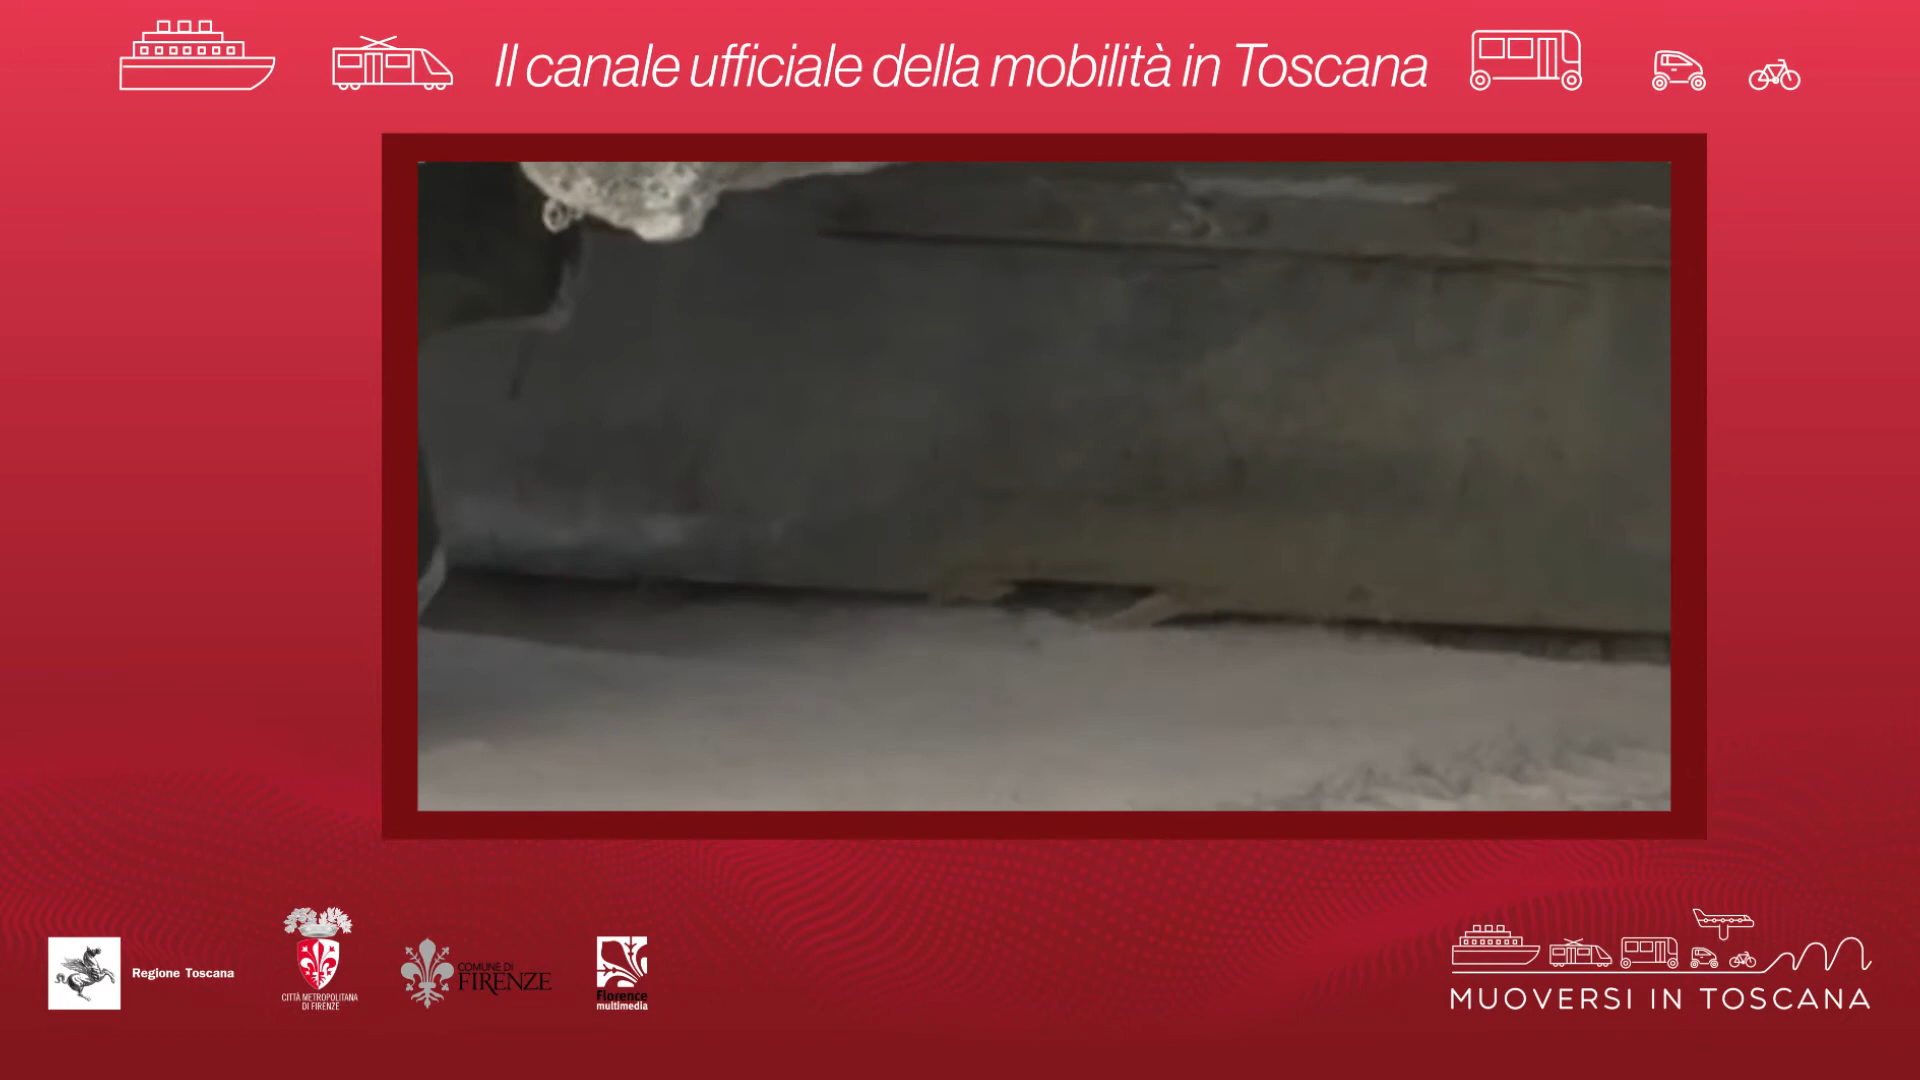 Il canale ufficiale della mobilità in Toscana
Regione Toscana
CITTÀ METROPOLITANA
DI FIRENZE
COMUNE DI
FIRENZE
Florence
multimedia
MUOVERSI IN TOSCANA